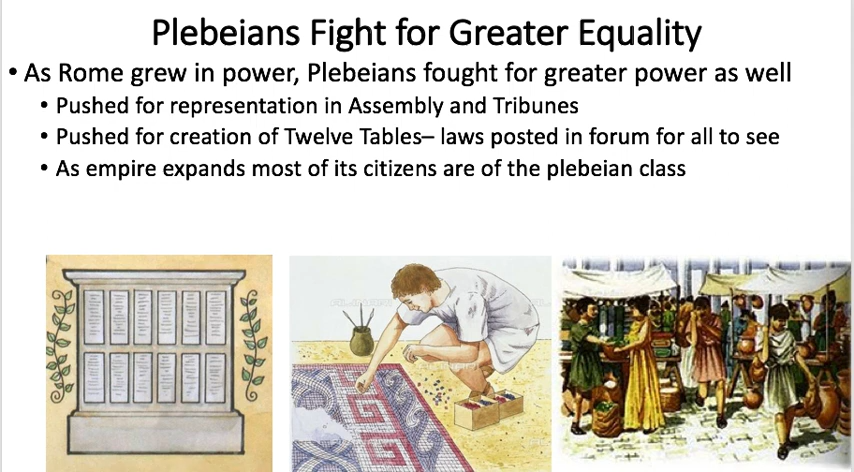 Plebeians Fight for Greater Equality
• As Rome grew in power, Plebeians fought for greater power as well
• Pushed for representation in Assembly and Tribunes
• Pushed for creation of Twelve Tables– laws posted in forum for all to see
• As empire expands most of its citizens are of the plebeian class